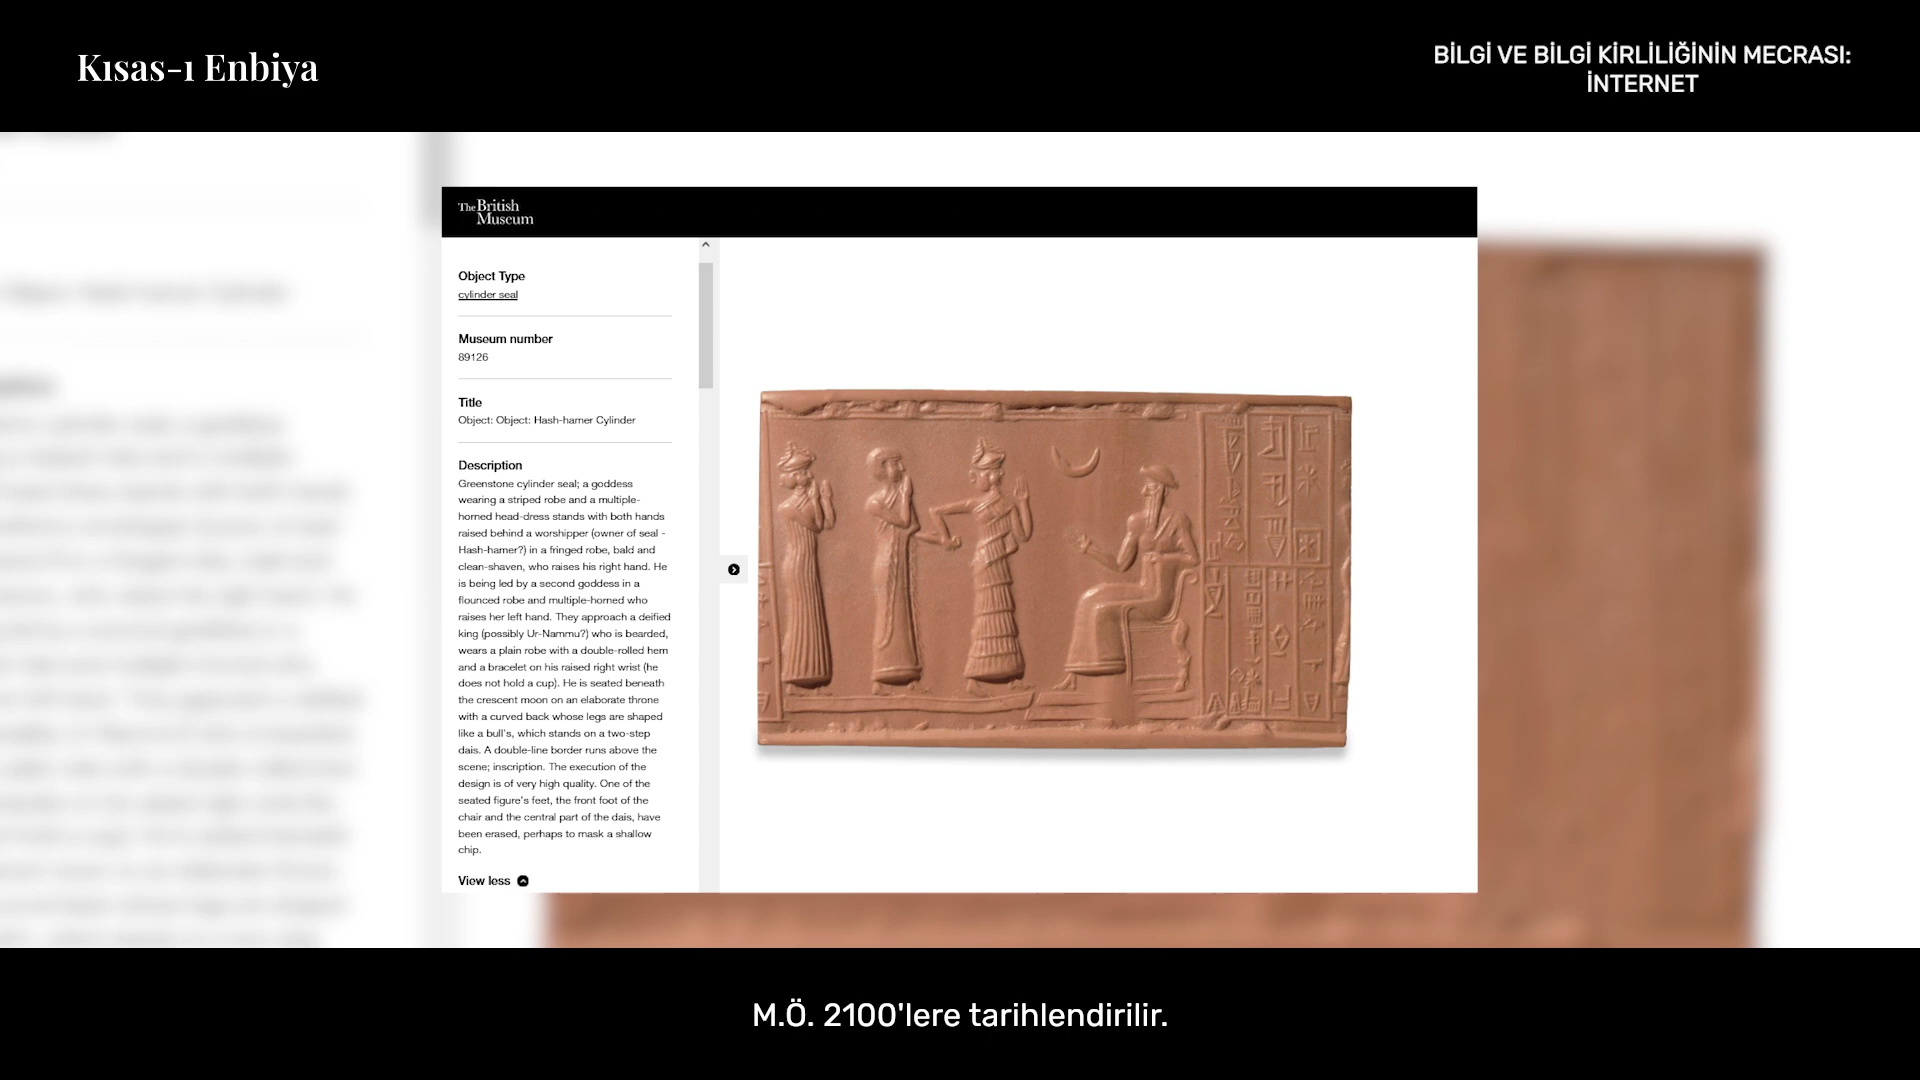 Kısas-ı Enbiya
BİLGİ VE BİLGİ KİRLİLİĞİNİN MECRASI:
İNTERNET
The British
Museum
Object Type
cylinder seal
Museum number
89126
Title
Object: Object: Hash-hamer Cylinder
Description
Greenstone cylinder seal; a goddess
wearing a striped robe and a multiple-
horned head-dress stands with both hands
raised behind a worshipper (owner of seal -
Hash-hamer?) in a fringed robe, bald and
clean-shaven, who raises his right hand. He
is being led by a second goddess in a
flounced robe and multiple-horned who
raises her left hand. They approach a deified
king (possibly Ur-Nammu?) who is bearded,
wears a plain robe with a double-rolled hem
and a bracelet on his raised right wrist (he
does not hold a cup). He is seated beneath
the crescent moon on an elaborate throne
with a curved back whose legs are shaped
like a bull's, which stands on a two-step
dais. A double-line border runs above the
scene; inscription. The execution of the
design is of very high quality. One of the
seated figure's feet, the front foot of the
chair and the central part of the dais, have
been erased, perhaps to mask a shallow
chip.
View less
M.Ö. 2100'lere tarihlendirilir.